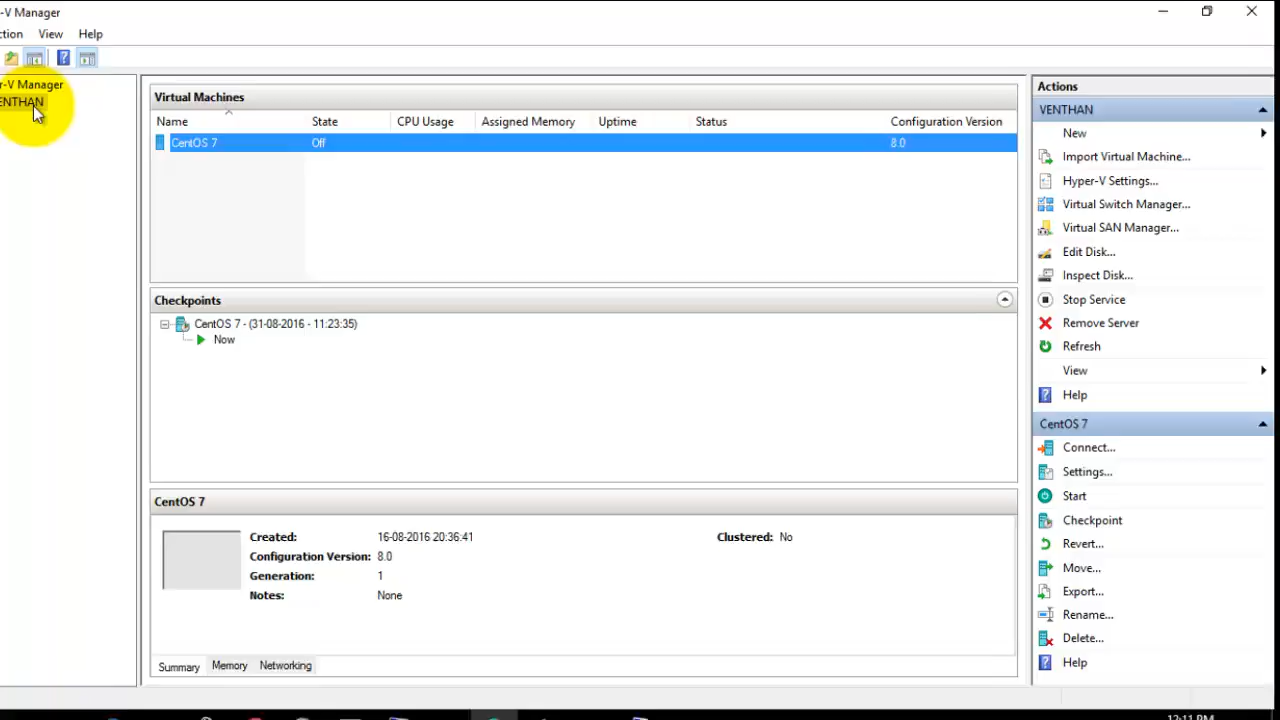 -V Manager
ction View Help
r-V Manager
ENTHAN
Virtual Machines
Name State CPU Usage Assigned Memory Uptime Status Configuration Version
CentOS 7 Off 8.0
Checkpoints
CentOS 7 - (31-08-2016 - 11:23:35)
Now
CentOS 7
Created: 16-08-2016 20:36:41 Clustered: No
Configuration Version: 8.0
Generation: 1
Notes: None
Summary Memory Networking
Actions
VENTHAN
New
Import Virtual Machine...
Hyper-V Settings...
Virtual Switch Manager...
Virtual SAN Manager...
Edit Disk...
Inspect Disk...
Stop Service
Remove Server
Refresh
View
Help
CentOS 7
Connect...
Settings...
Start
Checkpoint
Revert...
Move...
Export...
Rename...
Delete...
Help
12:11 PM